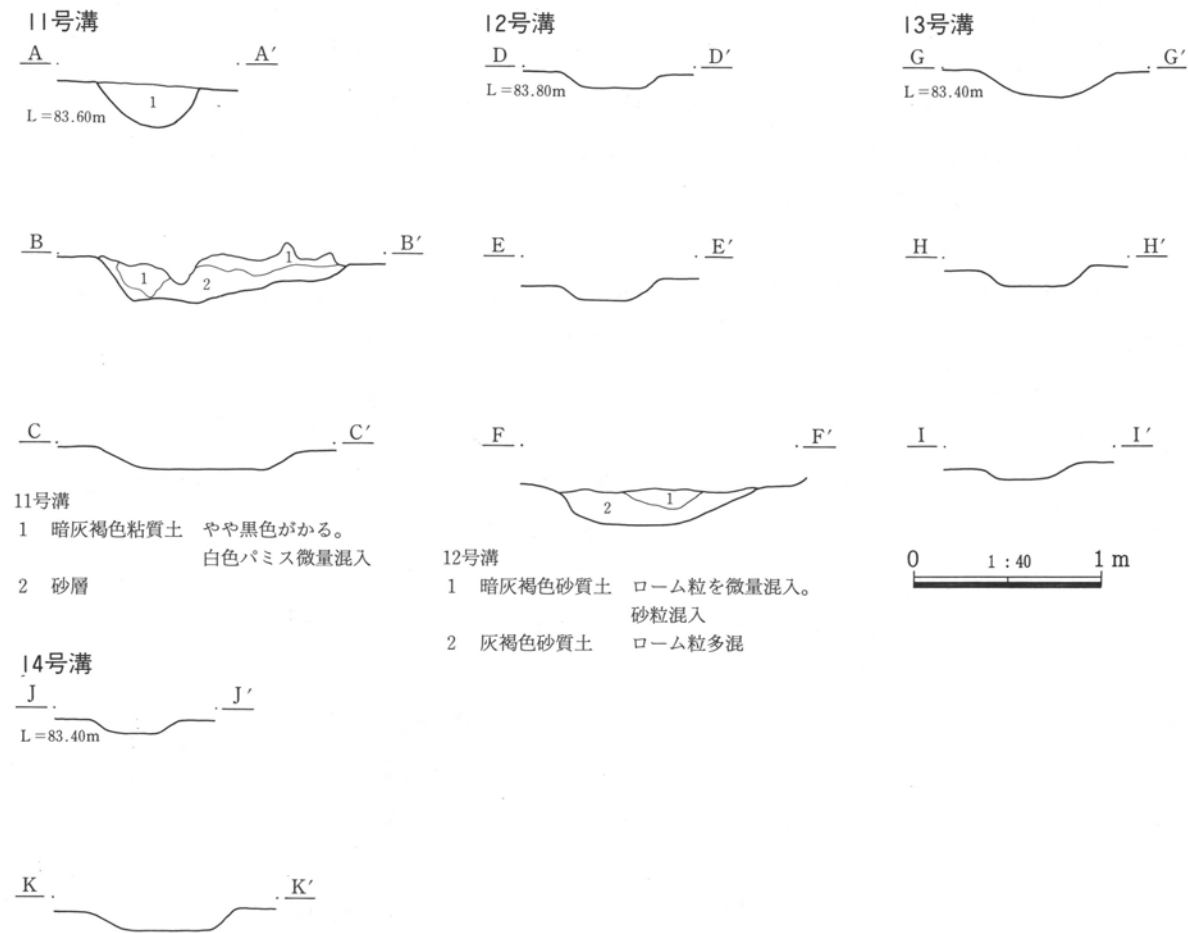 11号溝
A A′
L=83.60m
1
B B′
1 1
2
C C′
11号溝
1 暗灰褐色粘質土 やや黒色がかる。
白色パミス微量混入
2 砂層
14号溝
J J′
L=83.40m
K K′
12号溝
D D′
L=83.80m
E E′
F F′
2 1
12号溝
1 暗灰褐色砂質土 ローム粒を微量混入。
砂粒混入
2 灰褐色砂質土 ローム粒多混
13号溝
G G′
L=83.40m
H H′
I I′
0 1:40 1m